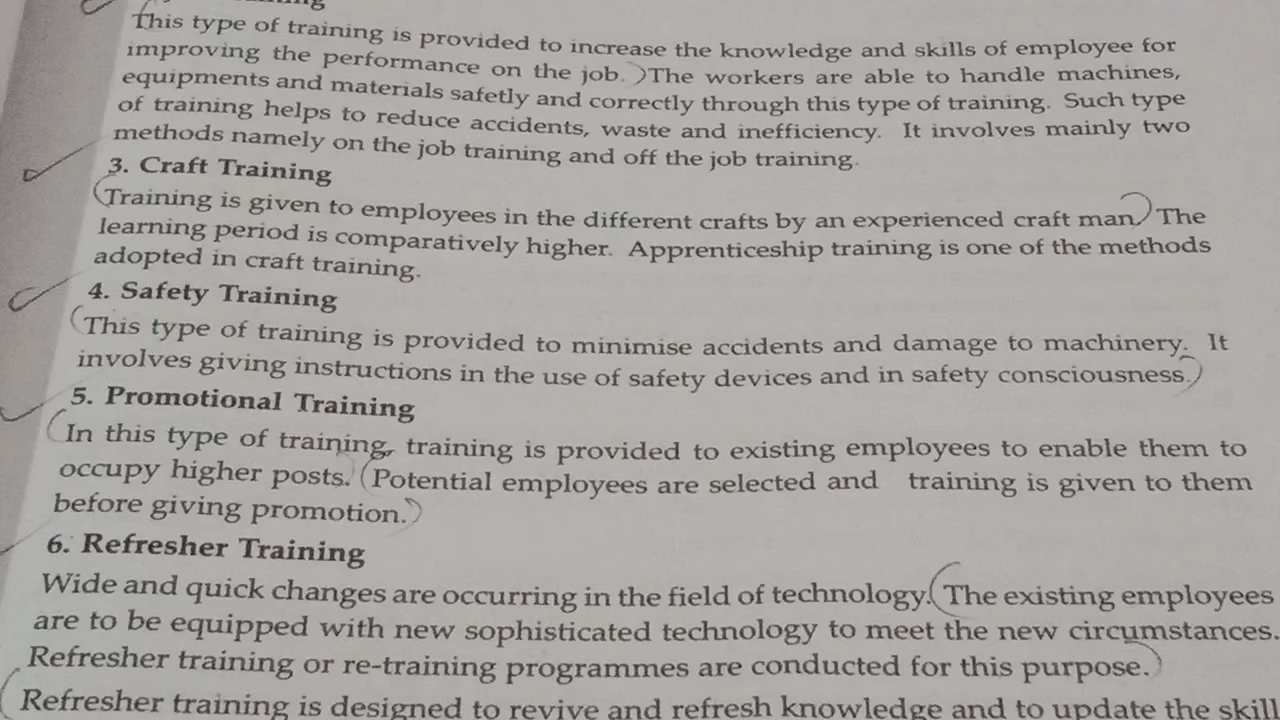 This type of training is provided to increase the knowledge and skills of employee for
improving the performance on the job. The workers are able to handle machines,
equipments and materials safetly and correctly through this type of training. Such type
of training helps to reduce accidents, waste and inefficiency. It involves mainly two
methods namely on the job training and off the job training.
3. Craft Training
Training is given to employees in the different crafts by an experienced craft man. The
learning period is comparatively higher. Apprenticeship training is one of the methods
adopted in craft training.
4. Safety Training
This type of training is provided to minimise accidents and damage to machinery. It
involves giving instructions in the use of safety devices and in safety consciousness.
5. Promotional Training
In this type of training, training is provided to existing employees to enable them to
occupy higher posts. Potential employees are selected and training is given to them
before giving promotion.
6. Refresher Training
Wide and quick changes are occurring in the field of technology. The existing employees
are to be equipped with new sophisticated technology to meet the new circumstances.
Refresher training or re-training programmes are conducted for this purpose.
Refresher training is designed to revive and refresh knowledge and to update the skill